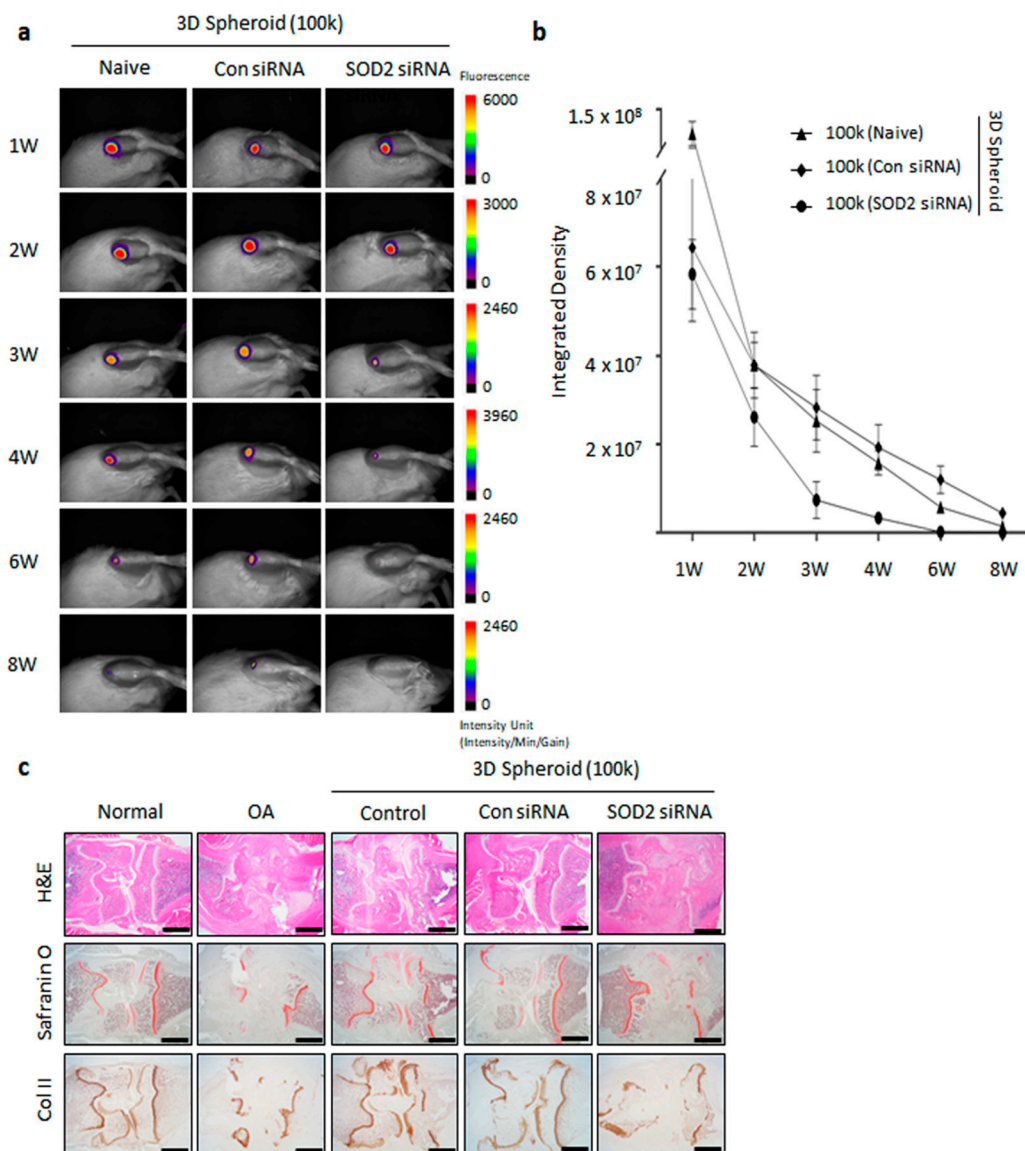 a
3D Spheroid (100k)
Naive Con siRNA SOD2 siRNA
Fluorescence
1W
6000
0
2W
3000
0
3W
2460
0
4W
3960
0
6W
2460
0
8W
2460
0
Intensity Unit
(Intensity/Min/Gain)
b
Integrated Density
1.5 x 10⁸
8 x 10⁷
6 x 10⁷
4 x 10⁷
2 x 10⁷
1W 2W 3W 4W 6W 8W
100k (Naive)
100k (Con siRNA)
100k (SOD2 siRNA)
3D Spheroid
c
3D Spheroid (100k)
Normal OA Control Con siRNA SOD2 siRNA
H&E
Safranin O
Col II